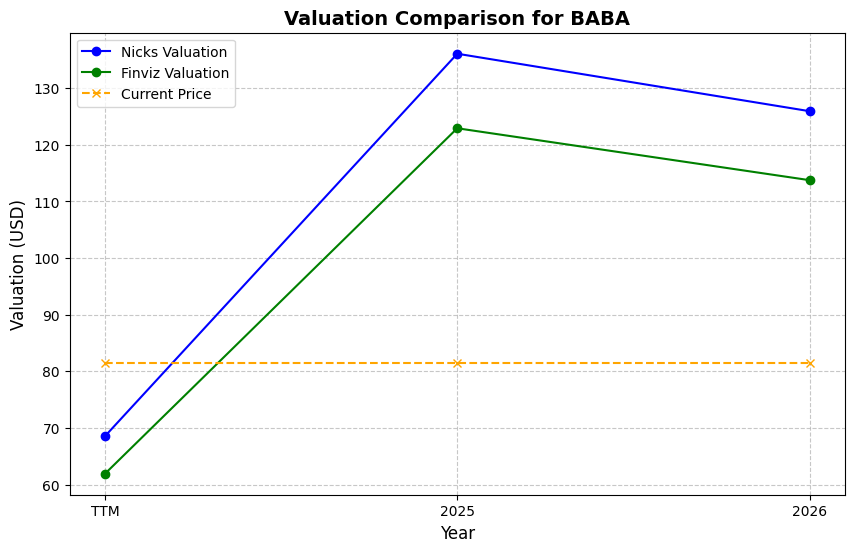 Valuation Comparison for BABA
Nicks Valuation
Finviz Valuation
Current Price
Valuation (USD)
130
120
110
100
90
80
70
60
TTM
2025
2026
Year